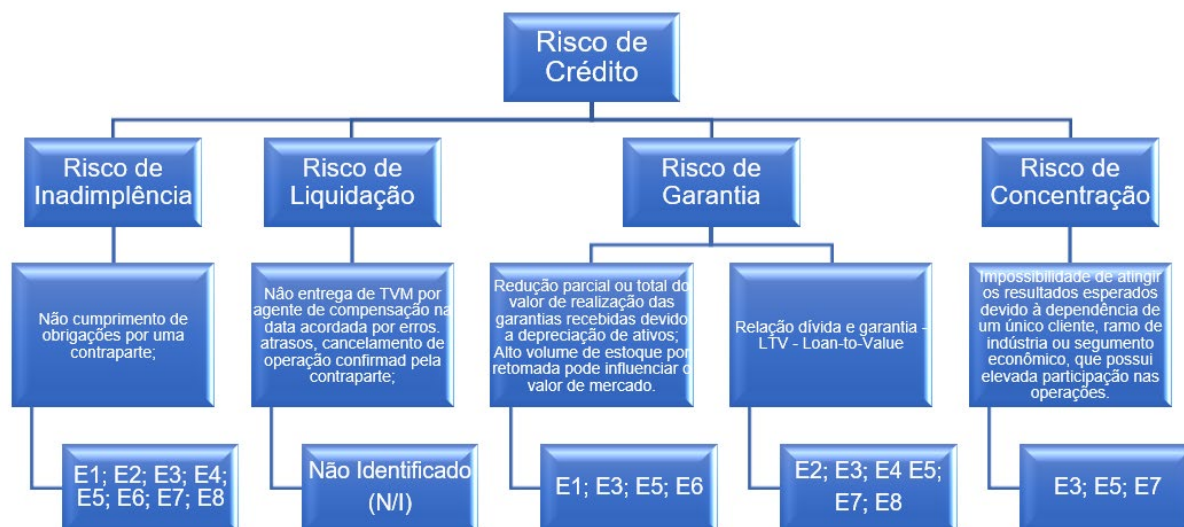 Risco de
Crédito
Risco de
Inadimplência
Risco de
Liquidação
Risco de
Garantia
Risco de
Concentração
Não cumprimento de
obrigações por uma
contraparte;
Nâo entrega de TVM por
agente de compensação na
data acordada por erros.
atrasos, cancelamento de
operação confirmad pela
contraparte;
Redução parcial ou total do
valor de realização das
garantias recebidas devido
a depreciação de ativos;
Alto volume de estoque por
retomada pode influenciar o
valor de mercado.
Relação dívida e garantia -
LTV - Loan-to-Value
Impossibilidade de atingir
os resultados esperados
devido à dependência de
um único cliente, ramo de
indústria ou segumento
econômico, que possui
elevada participação nas
operações.
E1; E2; E3; E4;
E5; E6; E7; E8
Não Identificado
(N/I)
E1; E3; E5; E6
E2; E3; E4 E5;
E7; E8
E3; E5; E7